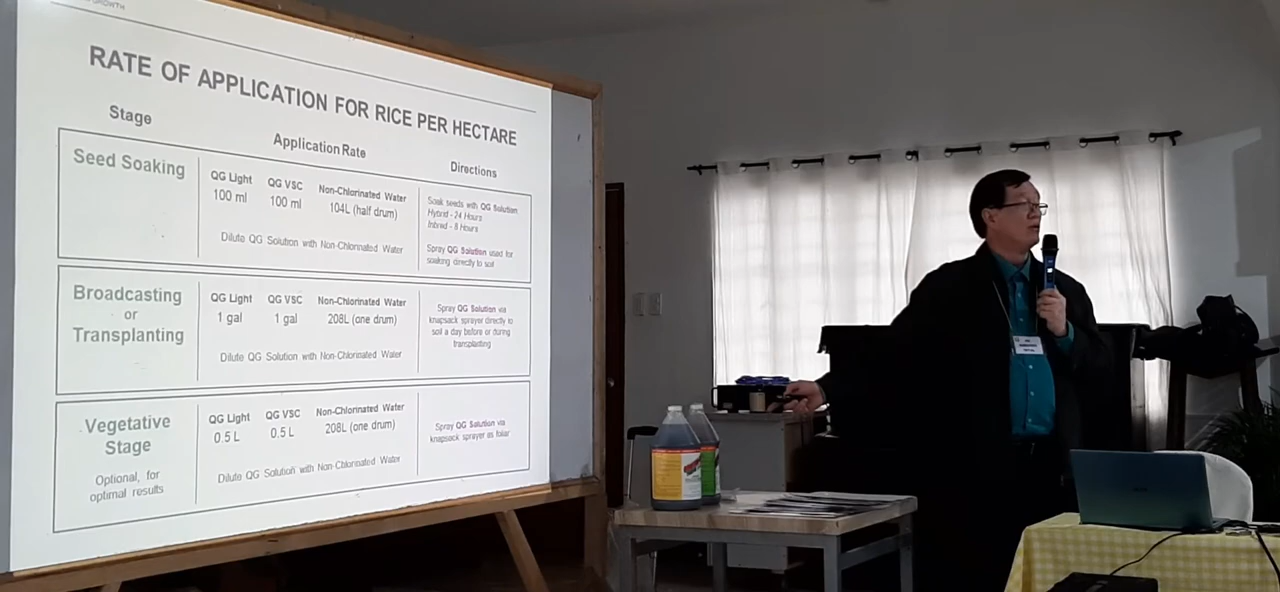 GROWTH
RATE OF APPLICATION FOR RICE PER HECTARE
Stage
Application Rate
Directions
Seed Soaking
QG Light
100 ml
QG VSC
100 ml
Non-Chlorinated Water
104L (half drum)
Dilute QG Solution with Non-Chlorinated Water
Soak seeds with QG Solution
Hybrid - 24 Hours
Inbred - 8 Hours
Spray QG Solution used for
soaking directly to soil
Broadcasting
or
Transplanting
QG Light
1 gal
QG VSC
1 gal
Non-Chlorinated Water
208L (one drum)
Dilute QG Solution with Non-Chlorinated Water
Spray QG Solution via
knapsack sprayer directly to
soil a day before or during
transplanting
Vegetative
Stage
Optional, for
optimal results
QG Light
0.5 L
QG VSC
0.5 L
Non-Chlorinated Water
208L (one drum)
Dilute QG Solution with Non-Chlorinated Water
Spray QG Solution via
knapsack sprayer as foliar